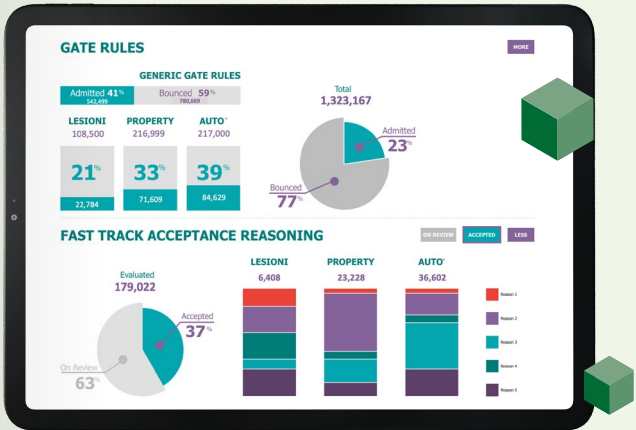 GATE RULES
MORE
GENERIC GATE RULES
Admitted 41%
542,499
Bounced 59%
780,669
LESIONI
108,500
PROPERTY
216,999
AUTO*
217,000
21%
22,784
33%
71,609
39%
84,629
Total
1,323,167
Admitted
23%
Bounced
77%
FAST TRACK ACCEPTANCE REASONING
ON REVIEW
ACCEPTED
LESS
Evaluated
179,022
Accepted
37%
On Review
63%
LESIONI
6,408
PROPERTY
23,228
AUTO*
36,602
Reason 1
Reason 2
Reason 3
Reason 4
Reason 5